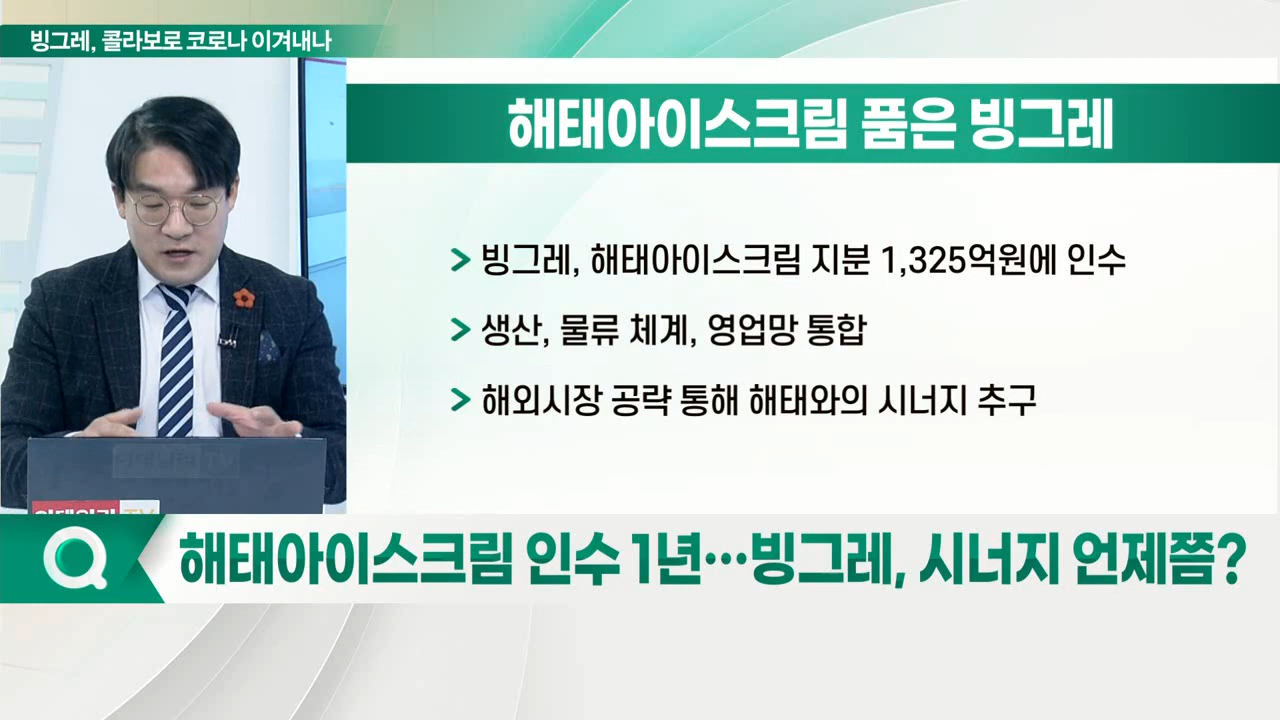 빙그레, 콜라보로 코로나 이겨내나
해태아이스크림 품은 빙그레
> 빙그레, 해태아이스크림 지분 1,325억원에 인수
> 생산, 물류 체계, 영업망 통합
> 해외시장 공략 통해 해태와의 시너지 추구
이데일리 TV
Q 해태아이스크림 인수 1년…빙그레, 시너지 언제쯤?